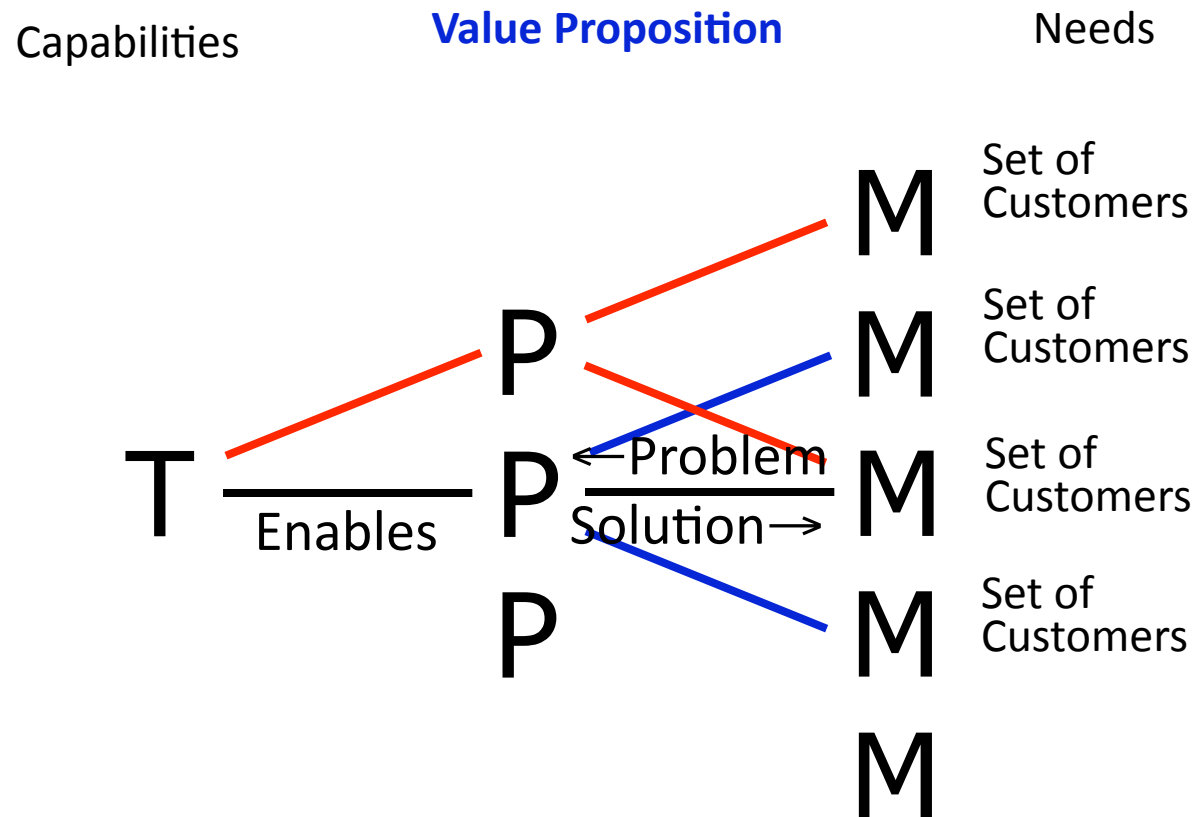 Capabilities
Value Proposition
Needs
M
Set of
Customers
P
M
Set of
Customers
T
Enables
P
←Problem
Solution→
M
Set of
Customers
P
M
Set of
Customers
M